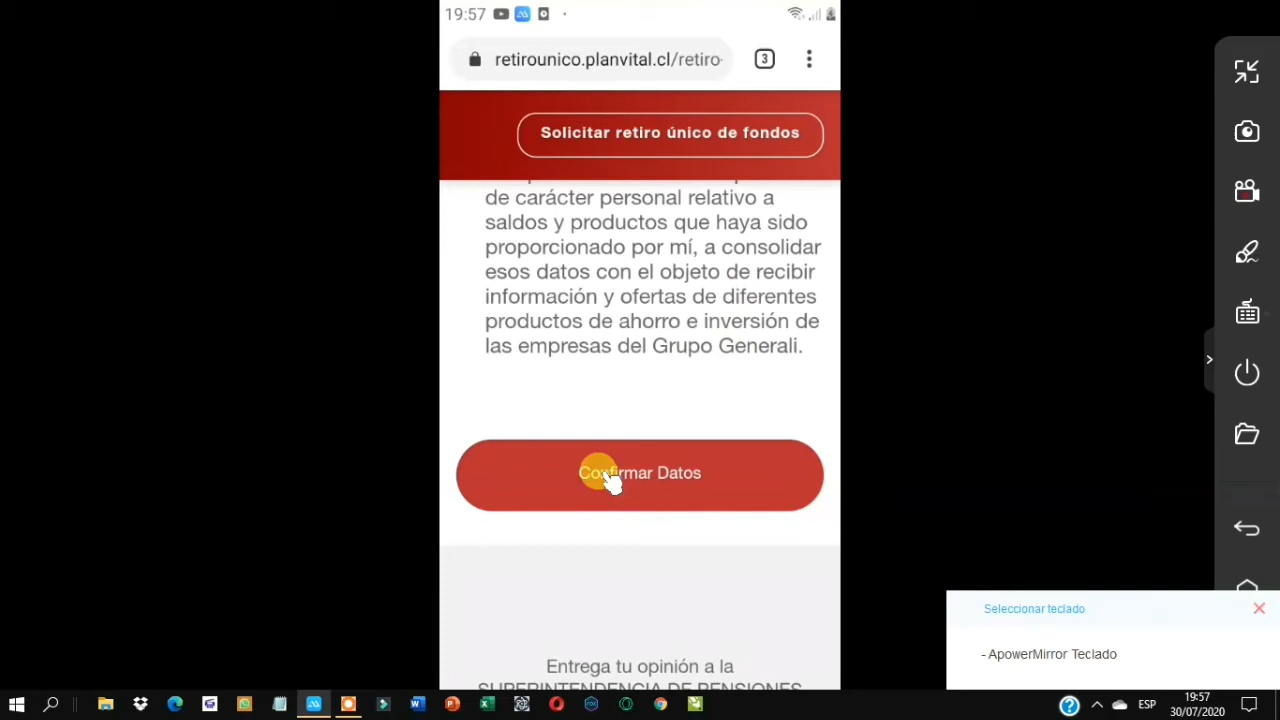 19:57
retirounico.planvital.cl/retiro-
3
Solicitar retiro único de fondos
de carácter personal relativo a
saldos y productos que haya sido
proporcionado por mí, a consolidar
esos datos con el objeto de recibir
información y ofertas de diferentes
productos de ahorro e inversión de
las empresas del Grupo Generali.
Confirmar Datos
Entrega tu opinión a la
SUPERINTENDENCIA DE PENSIONES
Seleccionar teclado
- ApowerMirror Teclado
ESP
19:57
30/07/2020